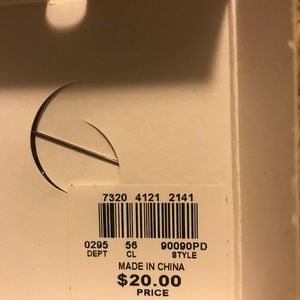 7320 4121 2141
0295 56 90090PD
DEPT CL STYLE
MADE IN CHINA
$20.00
PRICE